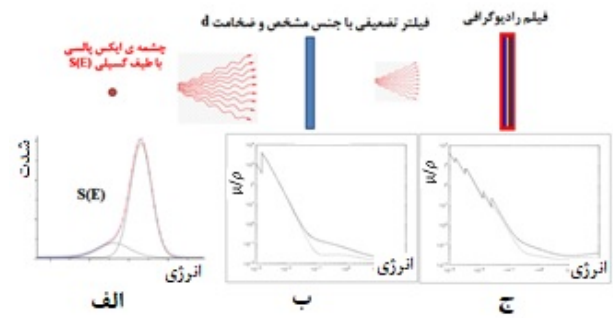 فیلم رادیوگرافی
فیلتر تضعیفی با جنس مشخص و ضخامت d
چشمه ی ایکس پالسی
با طیف گسیلی S(E)
شدت
S(E)
انرژی
الف
μ/ρ
انرژی
ب
μ/ρ
انرژی
ج